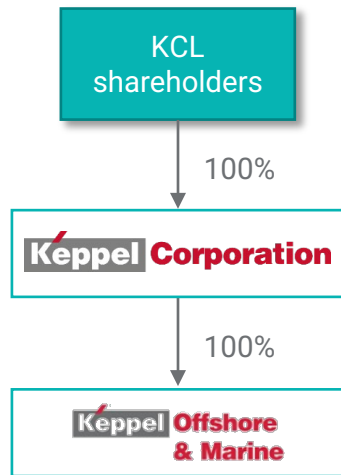 KCL
shareholders
100%
Keppel Corporation
100%
Keppel Offshore
& Marine